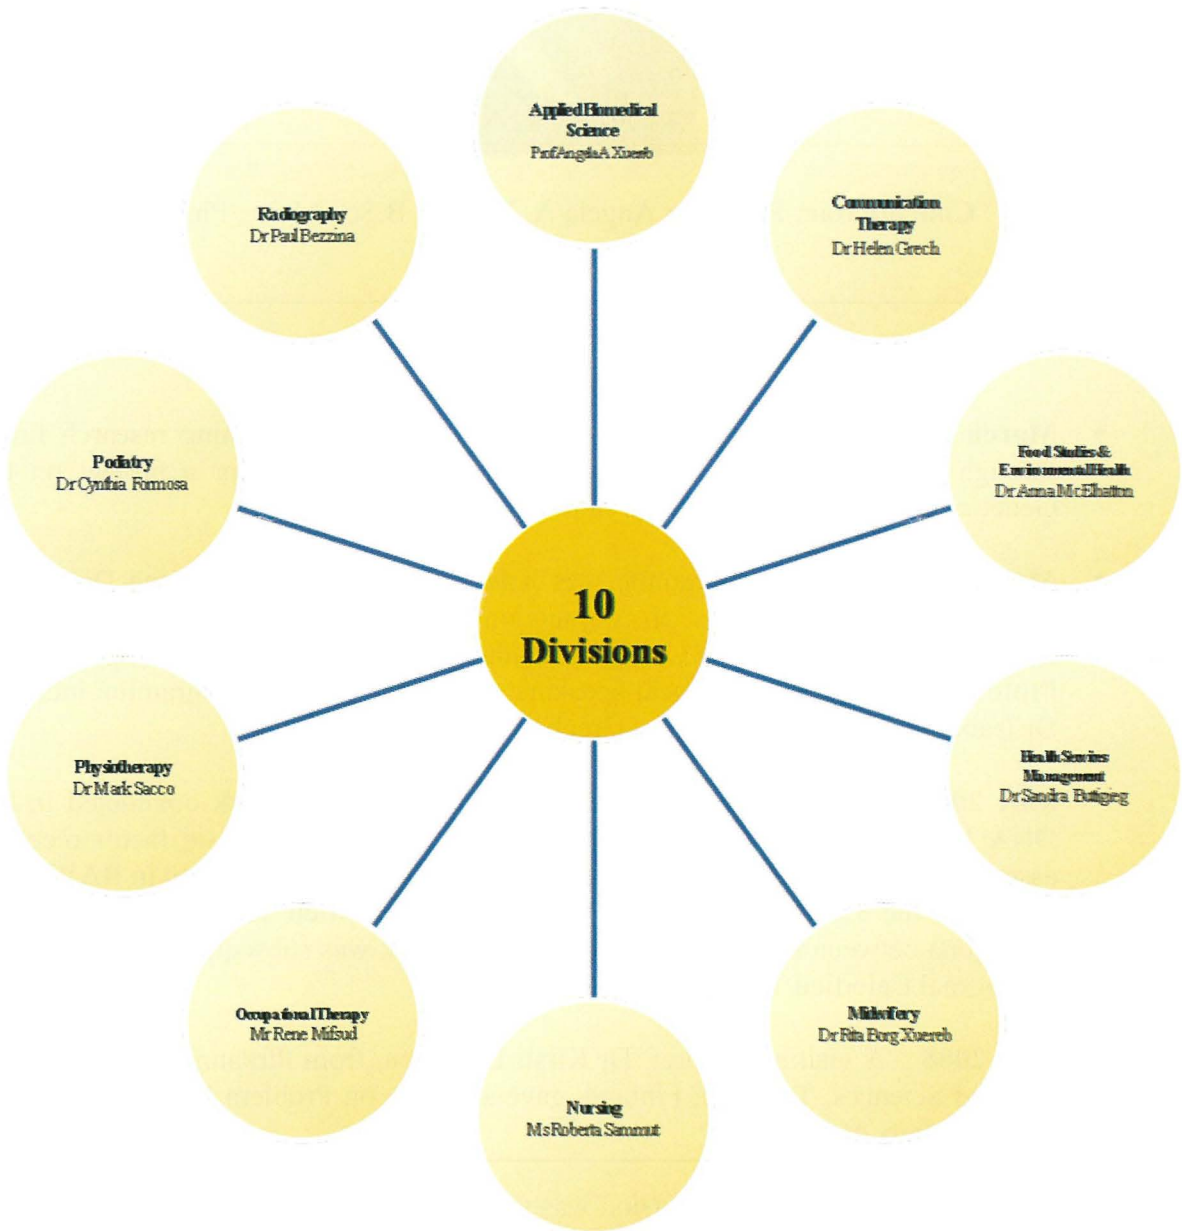 Applied Biomedical
Science
Prof Angela A Xuereb
Communication
Therapy
Dr Helen Grech
Food Studies &
Environmental Health
Dr Anna McElhatton
Health Services
Management
Dr Sandra Buttigieg
Midwifery
Dr Rita Borg Xuereb
Nursing
Ms Roberta Sammut
Occupational Therapy
Mr Rene Mifsud
Physiotherapy
Dr Mark Sacco
Podiatry
Dr Cynthia Formosa
Radiography
Dr Paul Bezzina
10
Divisions